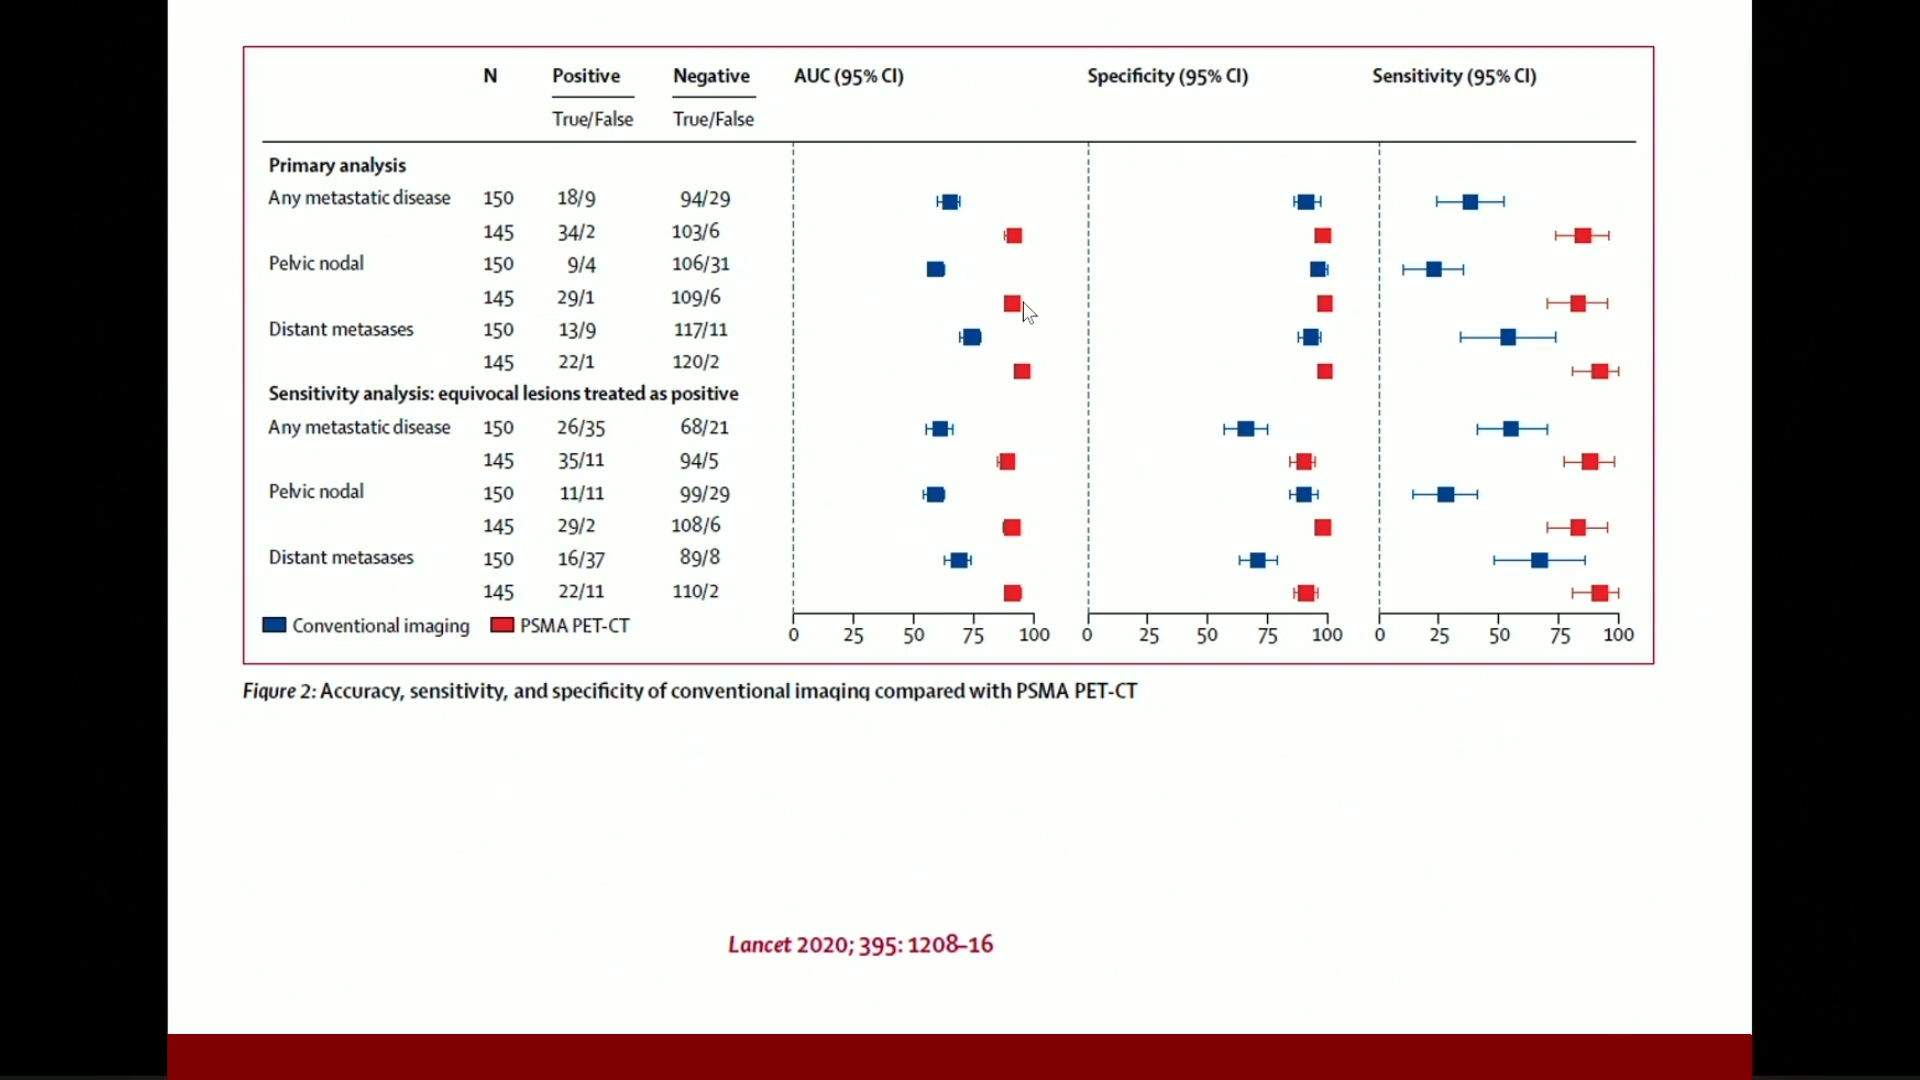 N Positive Negative AUC (95% CI) Specificity (95% CI) Sensitivity (95% CI)
True/False True/False
Primary analysis
Any metastatic disease 150 18/9 94/29
145 34/2 103/6
Pelvic nodal 150 9/4 106/31
145 29/1 109/6
Distant metasases 150 13/9 117/11
145 22/1 120/2
Sensitivity analysis: equivocal lesions treated as positive
Any metastatic disease 150 26/35 68/21
145 35/11 94/5
Pelvic nodal 150 11/11 99/29
145 29/2 108/6
Distant metasases 150 16/37 89/8
145 22/11 110/2
Conventional imaging PSMA PET-CT
0 25 50 75 100 0 25 50 75 100 0 25 50 75 100
Figure 2: Accuracy, sensitivity, and specificity of conventional imaging compared with PSMA PET-CT
Lancet 2020; 395: 1208–16